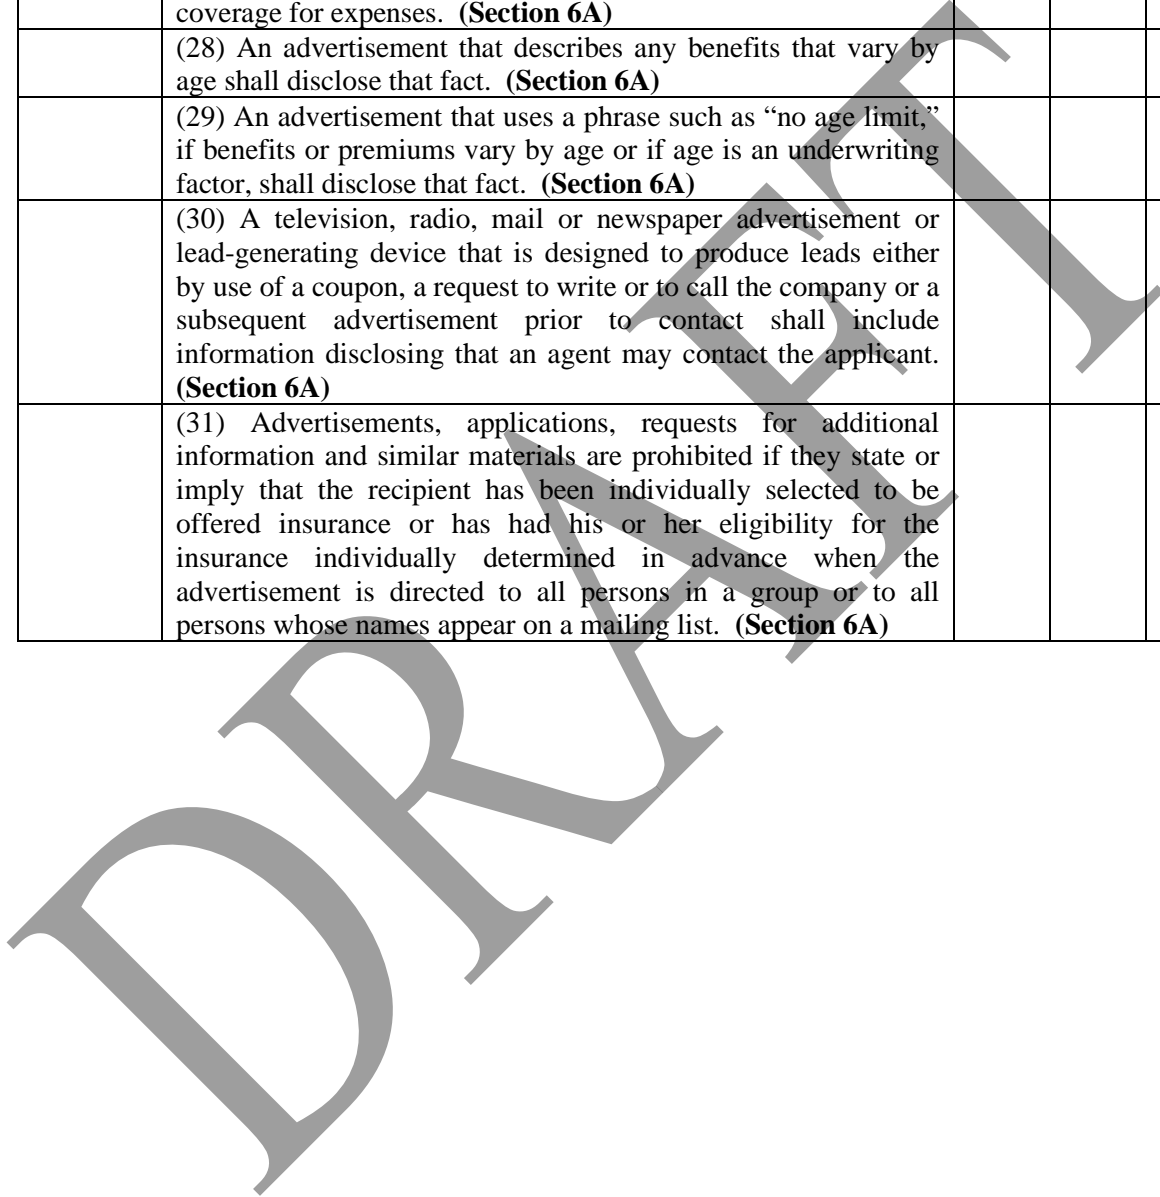 coverage for expenses. (Section 6A)
(28) An advertisement that describes any benefits that vary by
age shall disclose that fact. (Section 6A)
(29) An advertisement that uses a phrase such as “no age limit,”
if benefits or premiums vary by age or if age is an underwriting
factor, shall disclose that fact. (Section 6A)
(30) A television, radio, mail or newspaper advertisement or
lead-generating device that is designed to produce leads either
by use of a coupon, a request to write or to call the company or a
subsequent advertisement prior to contact shall include
information disclosing that an agent may contact the applicant.
(Section 6A)
(31) Advertisements, applications, requests for additional
information and similar materials are prohibited if they state or
imply that the recipient has been individually selected to be
offered insurance or has had his or her eligibility for the
insurance individually determined in advance when the
advertisement is directed to all persons in a group or to all
persons whose names appear on a mailing list. (Section 6A)
DRAFT